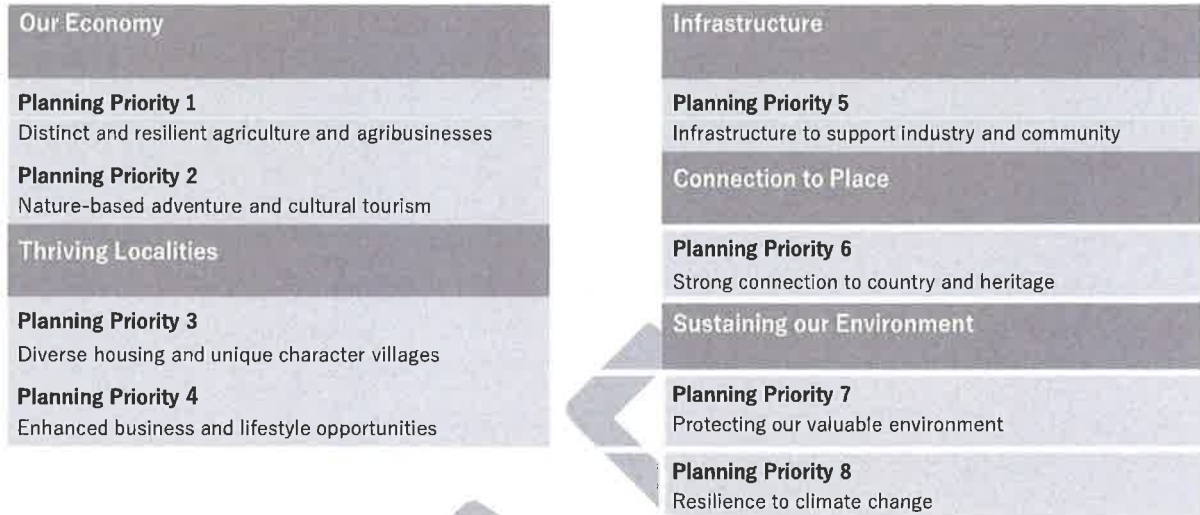 Our Economy
Planning Priority 1
Distinct and resilient agriculture and agribusinesses
Planning Priority 2
Nature-based adventure and cultural tourism
Thriving Localities
Planning Priority 3
Diverse housing and unique character villages
Planning Priority 4
Enhanced business and lifestyle opportunities
Infrastructure
Planning Priority 5
Infrastructure to support industry and community
Connection to Place
Planning Priority 6
Strong connection to country and heritage
Sustaining our Environment
Planning Priority 7
Protecting our valuable environment
Planning Priority 8
Resilience to climate change